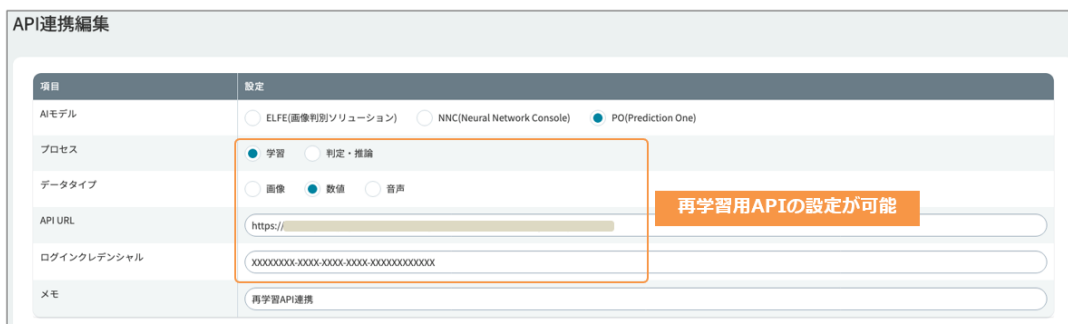 API連携編集
項目 設定
AIモデル ELFE(画像判別ソリューション) NNC(Neural Network Console) PO(Prediction One)
プロセス 学習 判定・推論
データタイプ 画像 数値 音声
再学習用APIの設定が可能
API URL https://
ログインクレデンシャル XXXXXXXX-XXXX-XXXX-XXXX-XXXXXXXXXXXX
メモ 再学習API連携